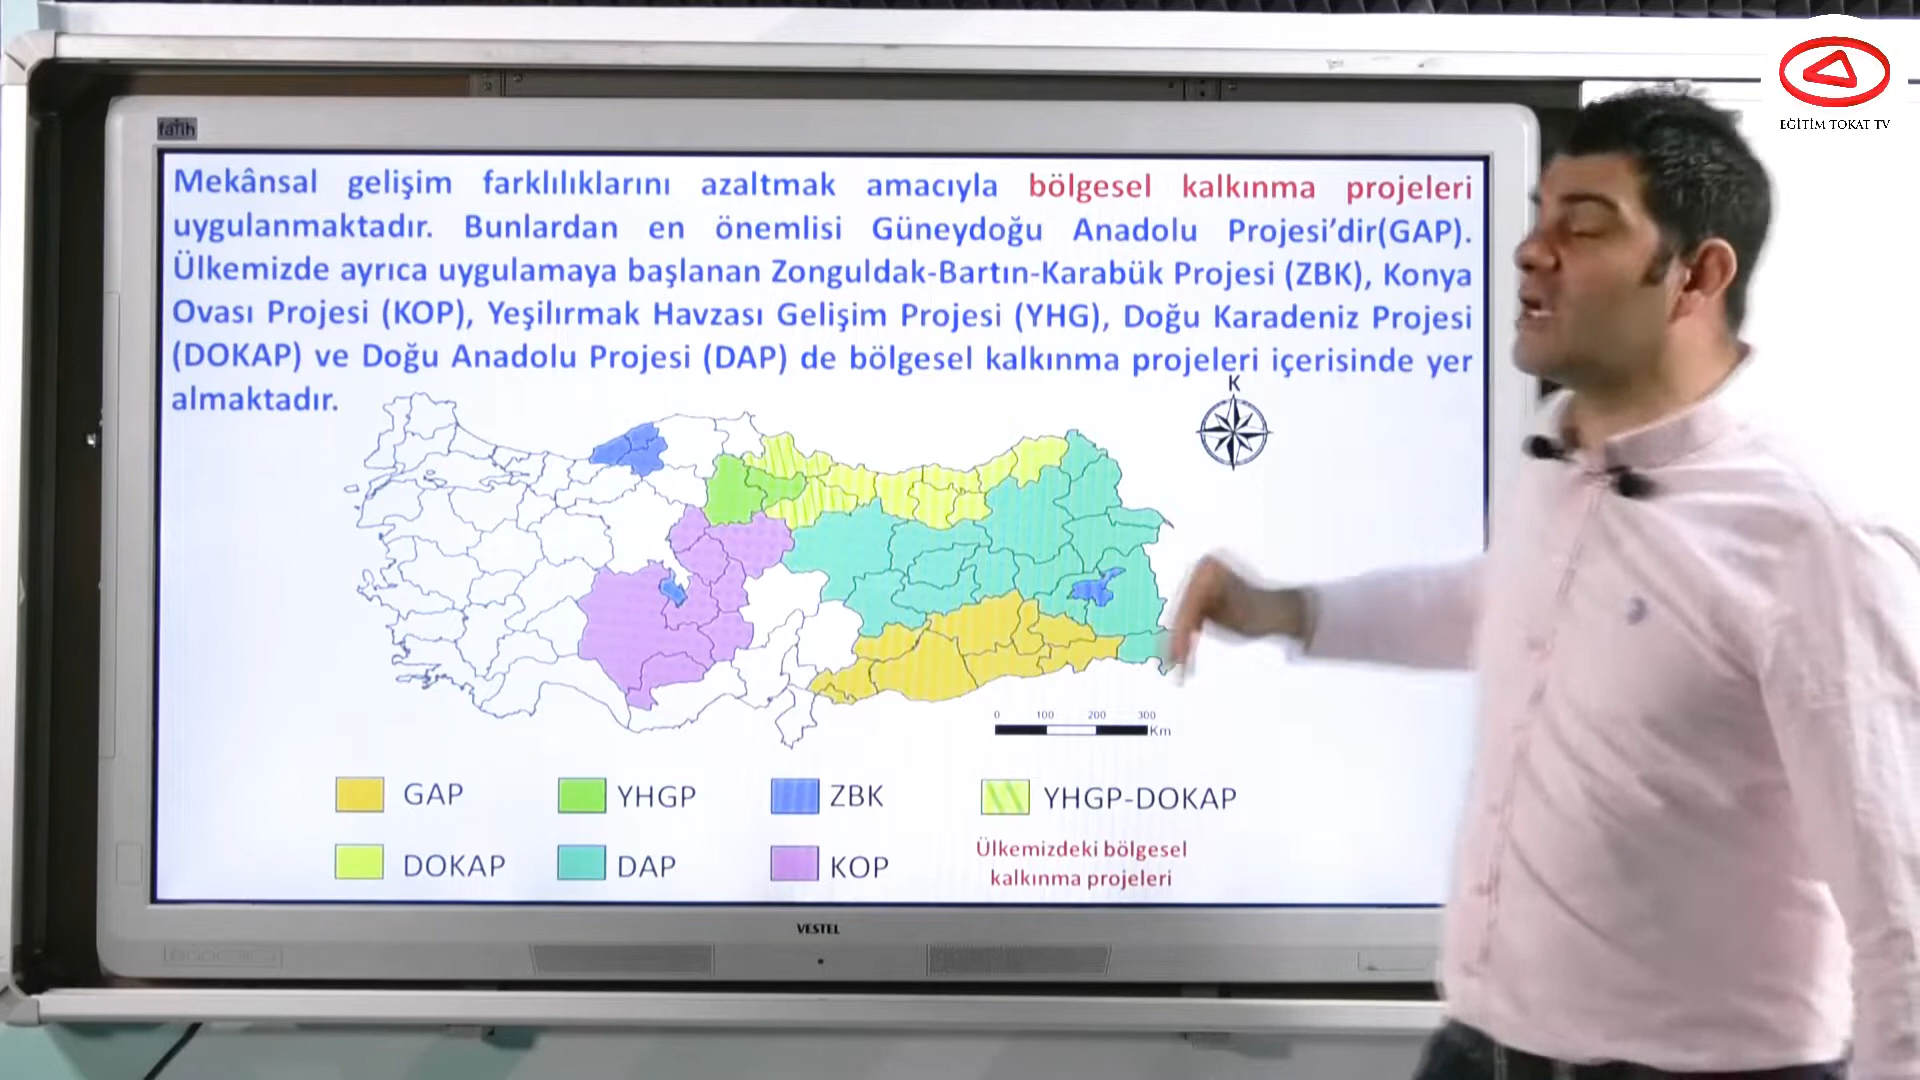 EĞİTİM TOKAT TV
fatih
Mekânsal gelişim farklılıklarını azaltmak amacıyla bölgesel kalkınma projeleri
uygulanmaktadır. Bunlardan en önemlisi Güneydoğu Anadolu Projesi’dir(GAP).
Ülkemizde ayrıca uygulamaya başlanan Zonguldak-Bartın-Karabük Projesi (ZBK), Konya
Ovası Projesi (KOP), Yeşilırmak Havzası Gelişim Projesi (YHG), Doğu Karadeniz Projesi
(DOKAP) ve Doğu Anadolu Projesi (DAP) de bölgesel kalkınma projeleri içerisinde yer
almaktadır.
K
0 100 200 300
Km
GAP YHGP ZBK YHGP-DOKAP
DOKAP DAP KOP
Ülkemizdeki bölgesel
kalkınma projeleri
VESTEL